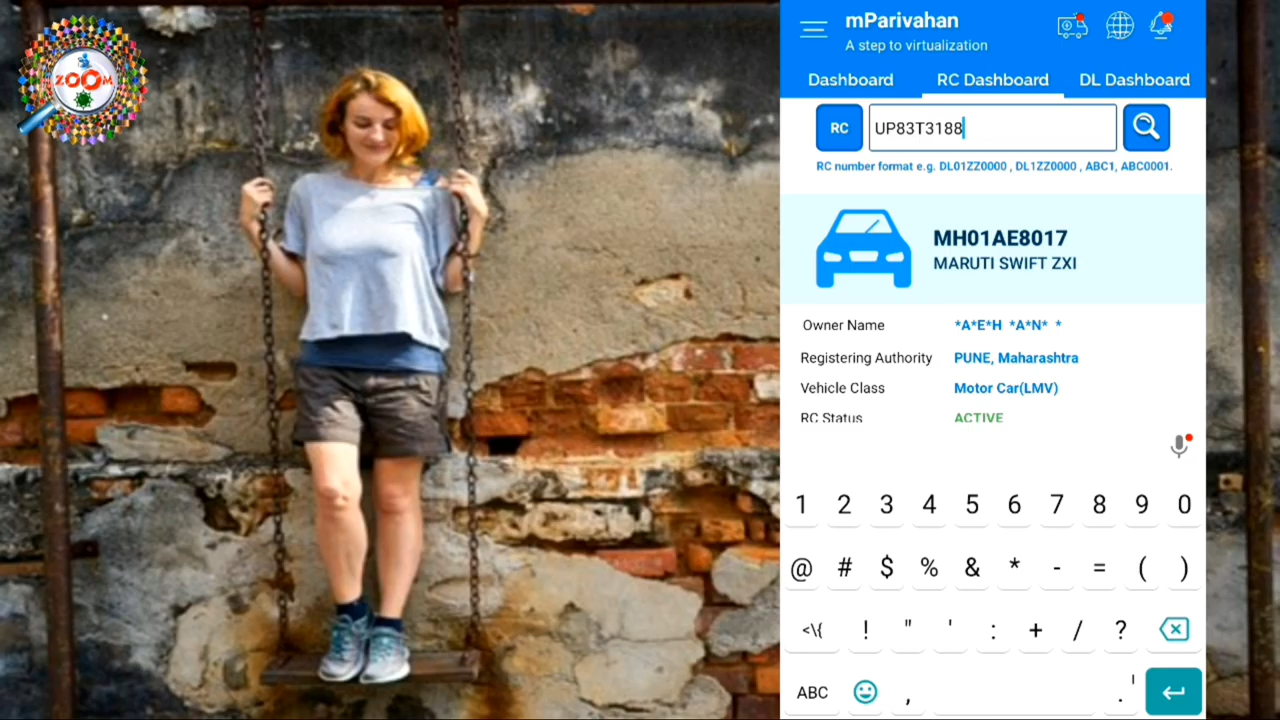 ZOOM
mParivahan
A step to virtualization
Dashboard RC Dashboard DL Dashboard
RC UP83T3188
RC number format e.g. DL01ZZ0000 , DL1ZZ0000 , ABC1, ABC0001.
MH01AE8017
MARUTI SWIFT ZXI
Owner Name *A*E*H *A*N* *
Registering Authority PUNE, Maharashtra
Vehicle Class Motor Car(LMV)
RC Status ACTIVE
1 2 3 4 5 6 7 8 9 0
@ # $ % & * - = ( )
<\{ ! " ' : + / ?
ABC , . '